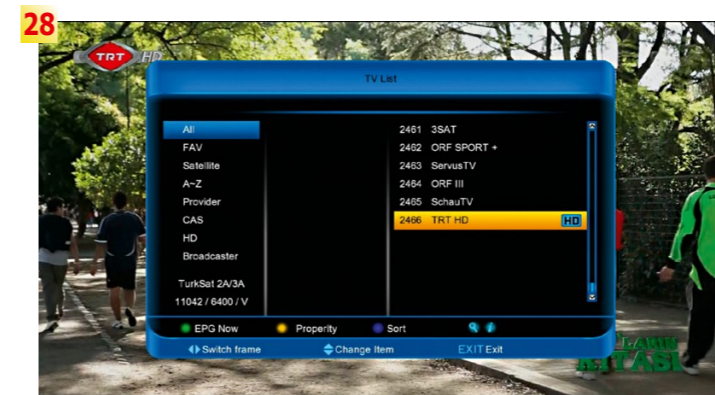 28
TRT HD
TV List
All
FAV
Satellite
A~Z
Provider
CAS
HD
Broadcaster
TurkSat 2A/3A
11042 / 6400 / V
2461 3SAT
2462 ORF SPORT +
2463 ServusTV
2464 ORF III
2465 SchauTV
2466 TRT HD HD
EPG Now Properity Sort
Switch frame Change Item EXIT Exit
KITASI